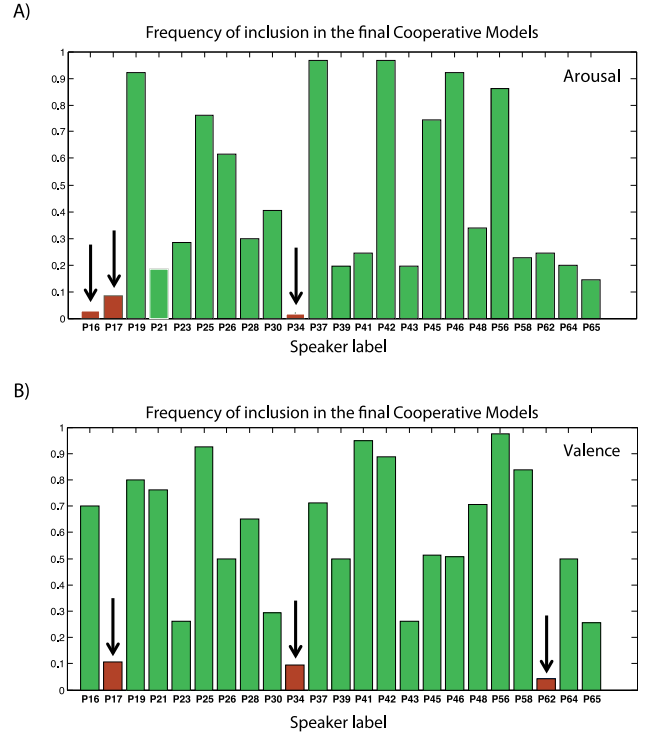 A)
Frequency of inclusion in the final Cooperative Models
Arousal
1
0.9
0.8
0.7
0.6
0.5
0.4
0.3
0.2
0.1
0
P16 P17 P19 P21 P23 P25 P26 P28 P30 P34 P37 P39 P41 P42 P43 P45 P46 P48 P56 P58 P62 P64 P65
Speaker label
B)
Frequency of inclusion in the final Cooperative Models
Valence
1
0.9
0.8
0.7
0.6
0.5
0.4
0.3
0.2
0.1
0
P16 P17 P19 P21 P23 P25 P26 P28 P30 P34 P37 P39 P41 P42 P43 P45 P46 P48 P56 P58 P62 P64 P65
Speaker label